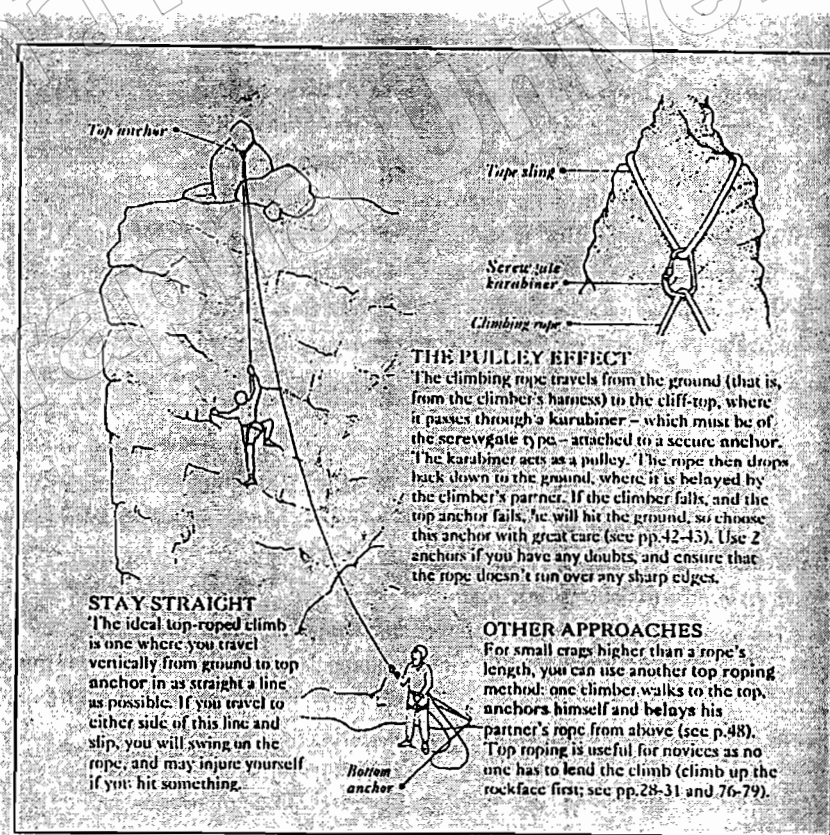 Top anchor
Tape sling
Screwgate
karabiner
Climbing rope
THE PULLEY EFFECT
The climbing rope travels from the ground (that is,
from the climber's harness) to the cliff-top, where
it passes through a karabiner – which must be of
the screwgate type – attached to a secure anchor.
The karabiner acts as a pulley. The rope then drops
back down to the ground, where it is belayed by
the climber's partner. If the climber falls, and the
top anchor fails, he will hit the ground, so choose
this anchor with great care (see pp.42-43). Use 2
anchors if you have any doubts, and ensure that
the rope doesn't run over any sharp edges.
STAY STRAIGHT
The ideal top-roped climb
is one where you travel
vertically from ground to top
anchor in as straight a line
as possible. If you travel to
either side of this line and
slip, you will swing on the
rope, and may injure yourself
if you hit something.
Bottom
anchor
OTHER APPROACHES
For small crags higher than a rope's
length, you can use another top roping
method: one climber walks to the top,
anchors himself and belays his
partner's rope from above (see p.48).
Top roping is useful for novices as no
one has to lead the climb (climb up the
rockface first; see pp.28-31 and 76-79).